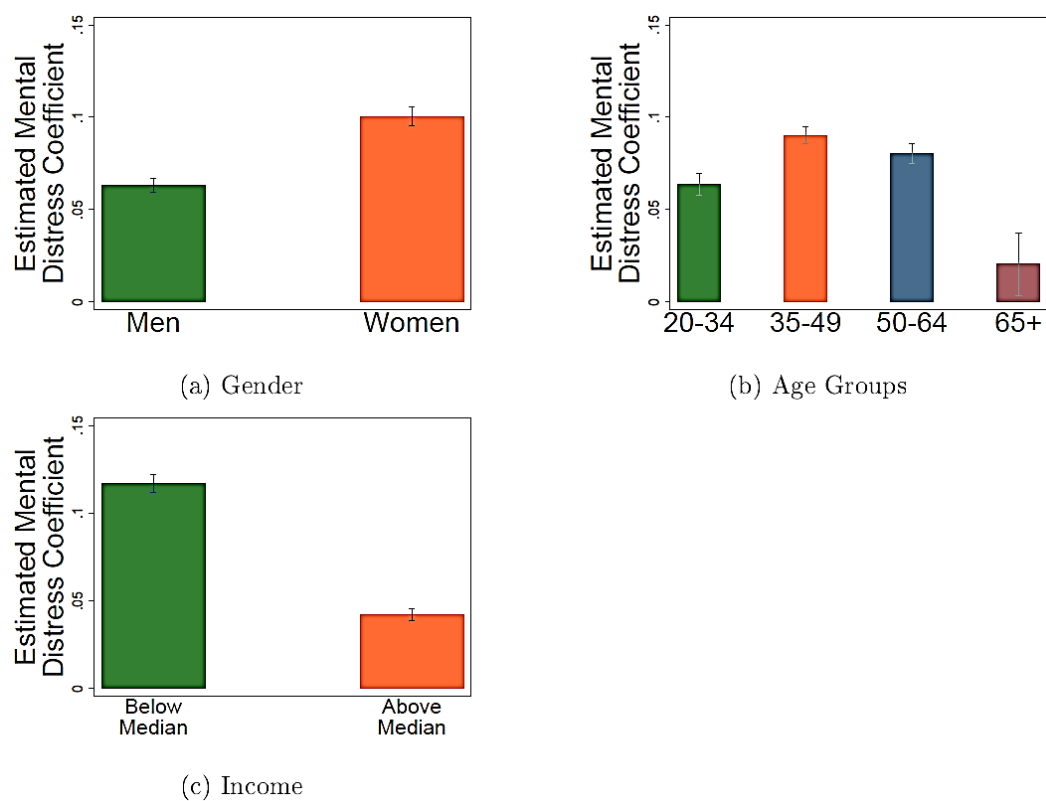 Estimated Mental
Distress Coefficient
.15
.1
.05
0
Men Women
(a) Gender
Estimated Mental
Distress Coefficient
.15
.1
.05
0
20-34 35-49 50-64 65+
(b) Age Groups
Estimated Mental
Distress Coefficient
.15
.1
.05
0
Below Above
Median Median
(c) Income